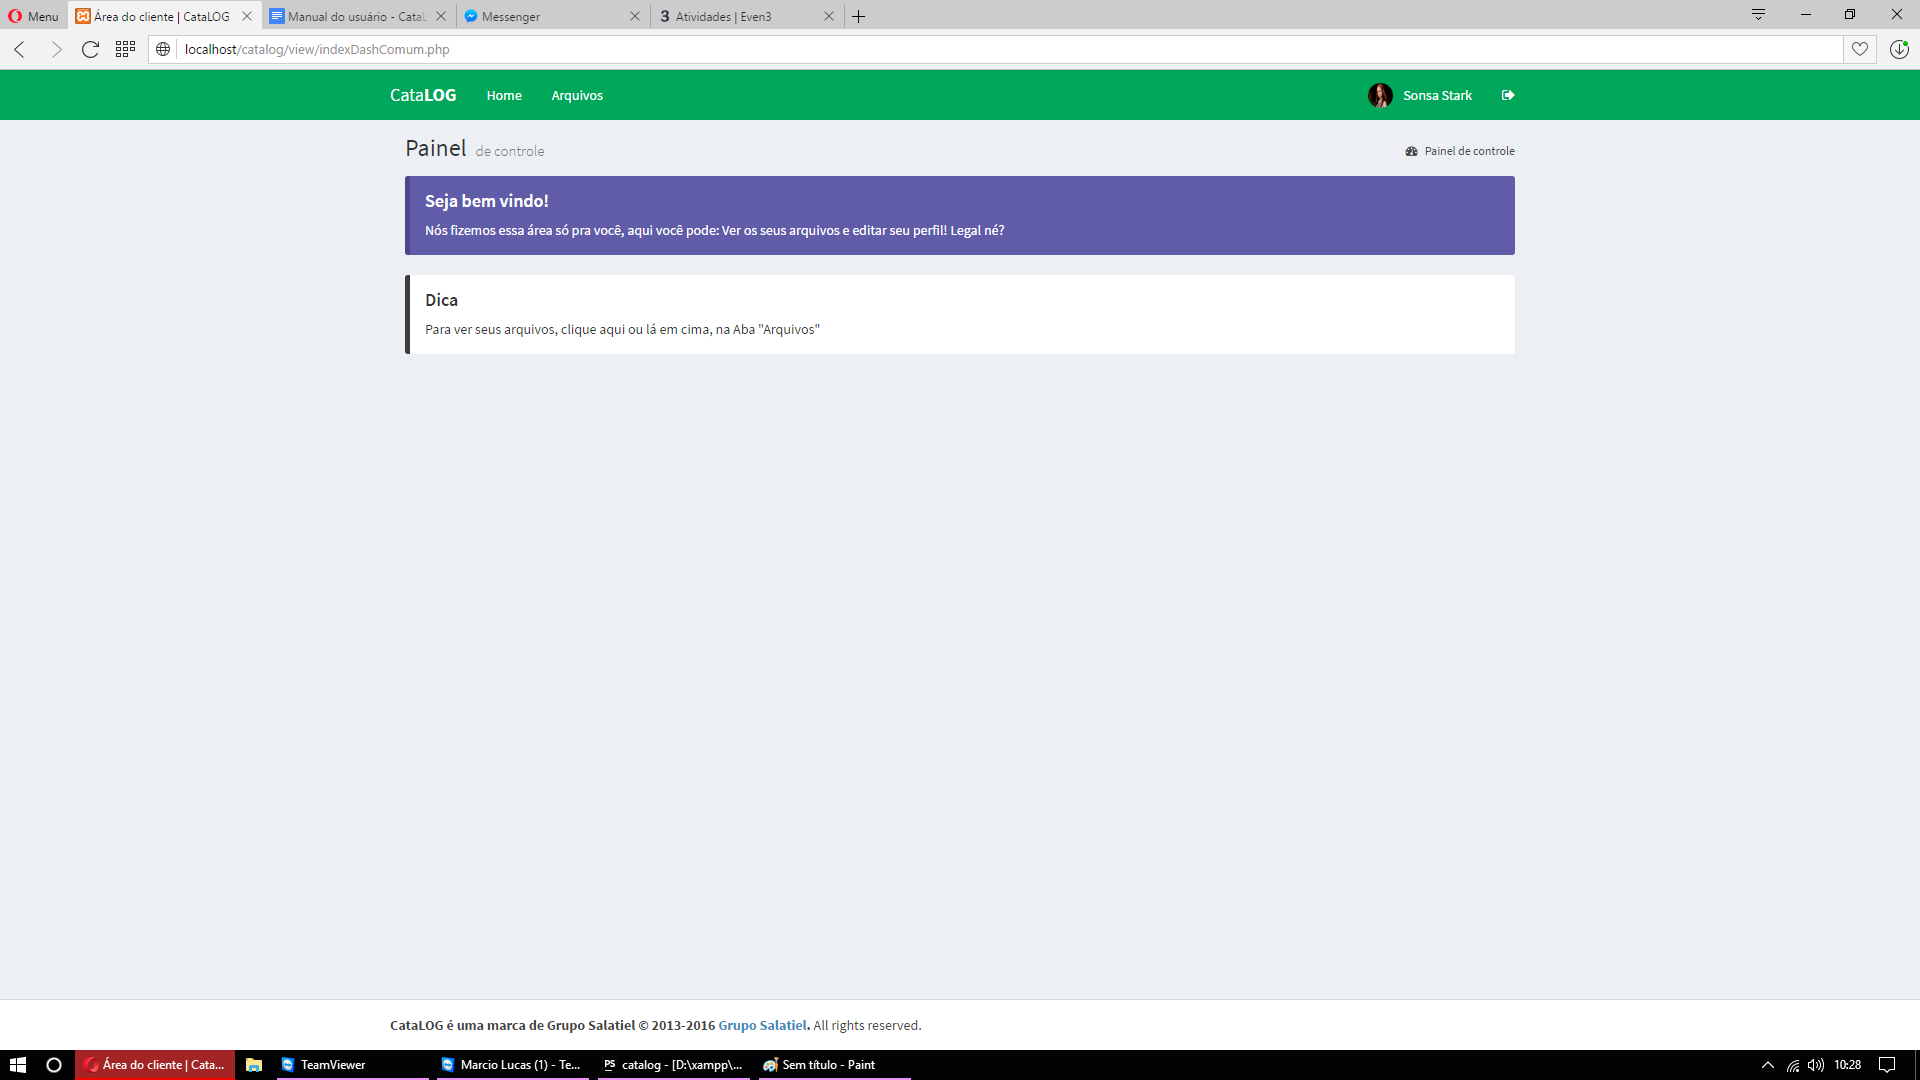 Menu
Área do cliente | CataLOG
Manual do usuário - CataL
Messenger
3 Atividades | Even3
localhost/catalog/view/indexDashComum.php
CataLOG
Home
Arquivos
Sonsa Stark
Painel de controle
Painel de controle
Seja bem vindo!
Nós fizemos essa área só pra você, aqui você pode: Ver os seus arquivos e editar seu perfil! Legal né?
Dica
Para ver seus arquivos, clique aqui ou lá em cima, na Aba "Arquivos"
CataLOG é uma marca de Grupo Salatiel © 2013-2016 Grupo Salatiel. All rights reserved.
Área do cliente | Cata...
TeamViewer
Marcio Lucas (1) - Te...
PS catalog - [D:\xampp\...
Sem título - Paint
10:28